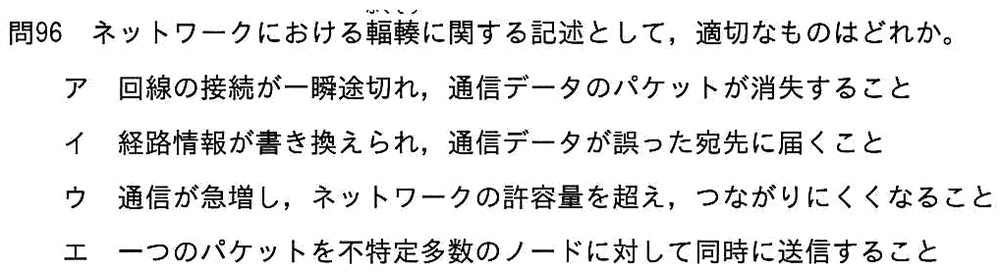 問96 ネットワークにおける輻輳に関する記述として，適切なものはどれか。
ア 回線の接続が一瞬途切れ，通信データのパケットが消失すること
イ 経路情報が書き換えられ，通信データが誤った宛先に届くこと
ウ 通信が急増し，ネットワークの許容量を超え，つながりにくくなること
エ 一つのパケットを不特定多数のノードに対して同時に送信すること